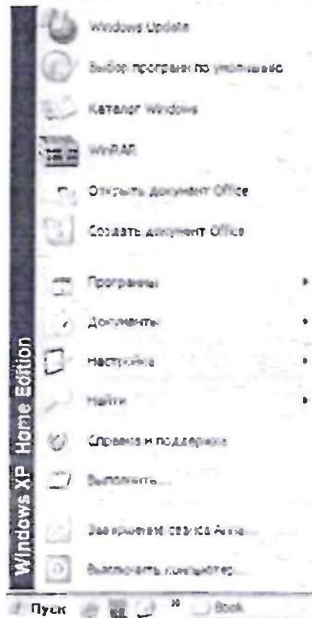 Windows Update
Выбор программ по умолчанию
Каталог Windows
WinRAR
Открыть документ Office
Создать документ Office
Программы
Документы
Настройка
Найти
Справка и поддержка
Выполнить...
Завершение сеанса Анна...
Выключить компьютер...
Windows XP Home Edition
Пуск
»
Book